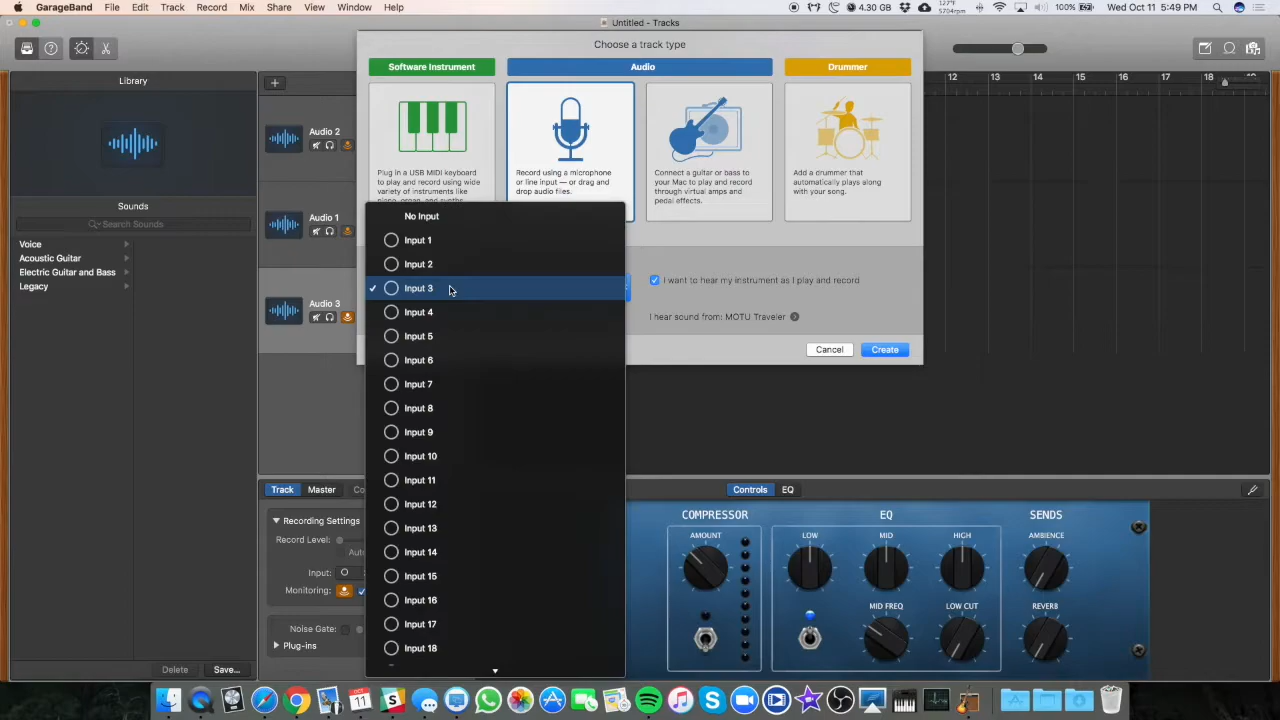 GarageBand File Edit Track Record Mix Share View Window Help
4.30 GB 122°F 5704rpm 100% Wed Oct 11 5:49 PM
Untitled - Tracks
Choose a track type
Software Instrument Audio Drummer
Plug in a USB MIDI keyboard
to play and record using wide
variety of instruments like
Record using a microphone
or line input — or drag and
drop audio files.
Connect a guitar or bass to
your Mac to play and record
through virtual amps and
pedal effects.
Add a drummer that
automatically plays along
with your song.
Library
12 13 14 15 16 17 18
Sounds
Search Sounds
Voice
Acoustic Guitar
Electric Guitar and Bass
Legacy
Audio 2
Audio 1
Audio 3
No Input
Input 1
Input 2
Input 3
Input 4
Input 5
Input 6
Input 7
Input 8
Input 9
Input 10
Input 11
Input 12
Input 13
Input 14
Input 15
Input 16
Input 17
Input 18
I want to hear my instrument as I play and record
I hear sound from: MOTU Traveler
Cancel Create
Track Master
Controls EQ
Recording Settings
Record Level:
Input:
Monitoring:
Noise Gate:
Plug-ins
COMPRESSOR EQ SENDS
AMOUNT LOW MID HIGH AMBIENCE
MID FREQ LOW CUT REVERB
Delete Save...
OCT
11